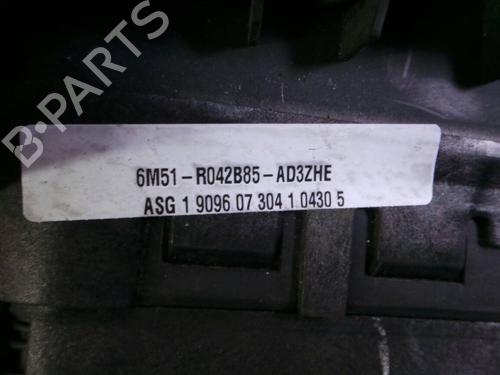 B-PARTS
6M51-R042B85-AD3ZHE
ASG 1 9096 07 304 1 0430 5